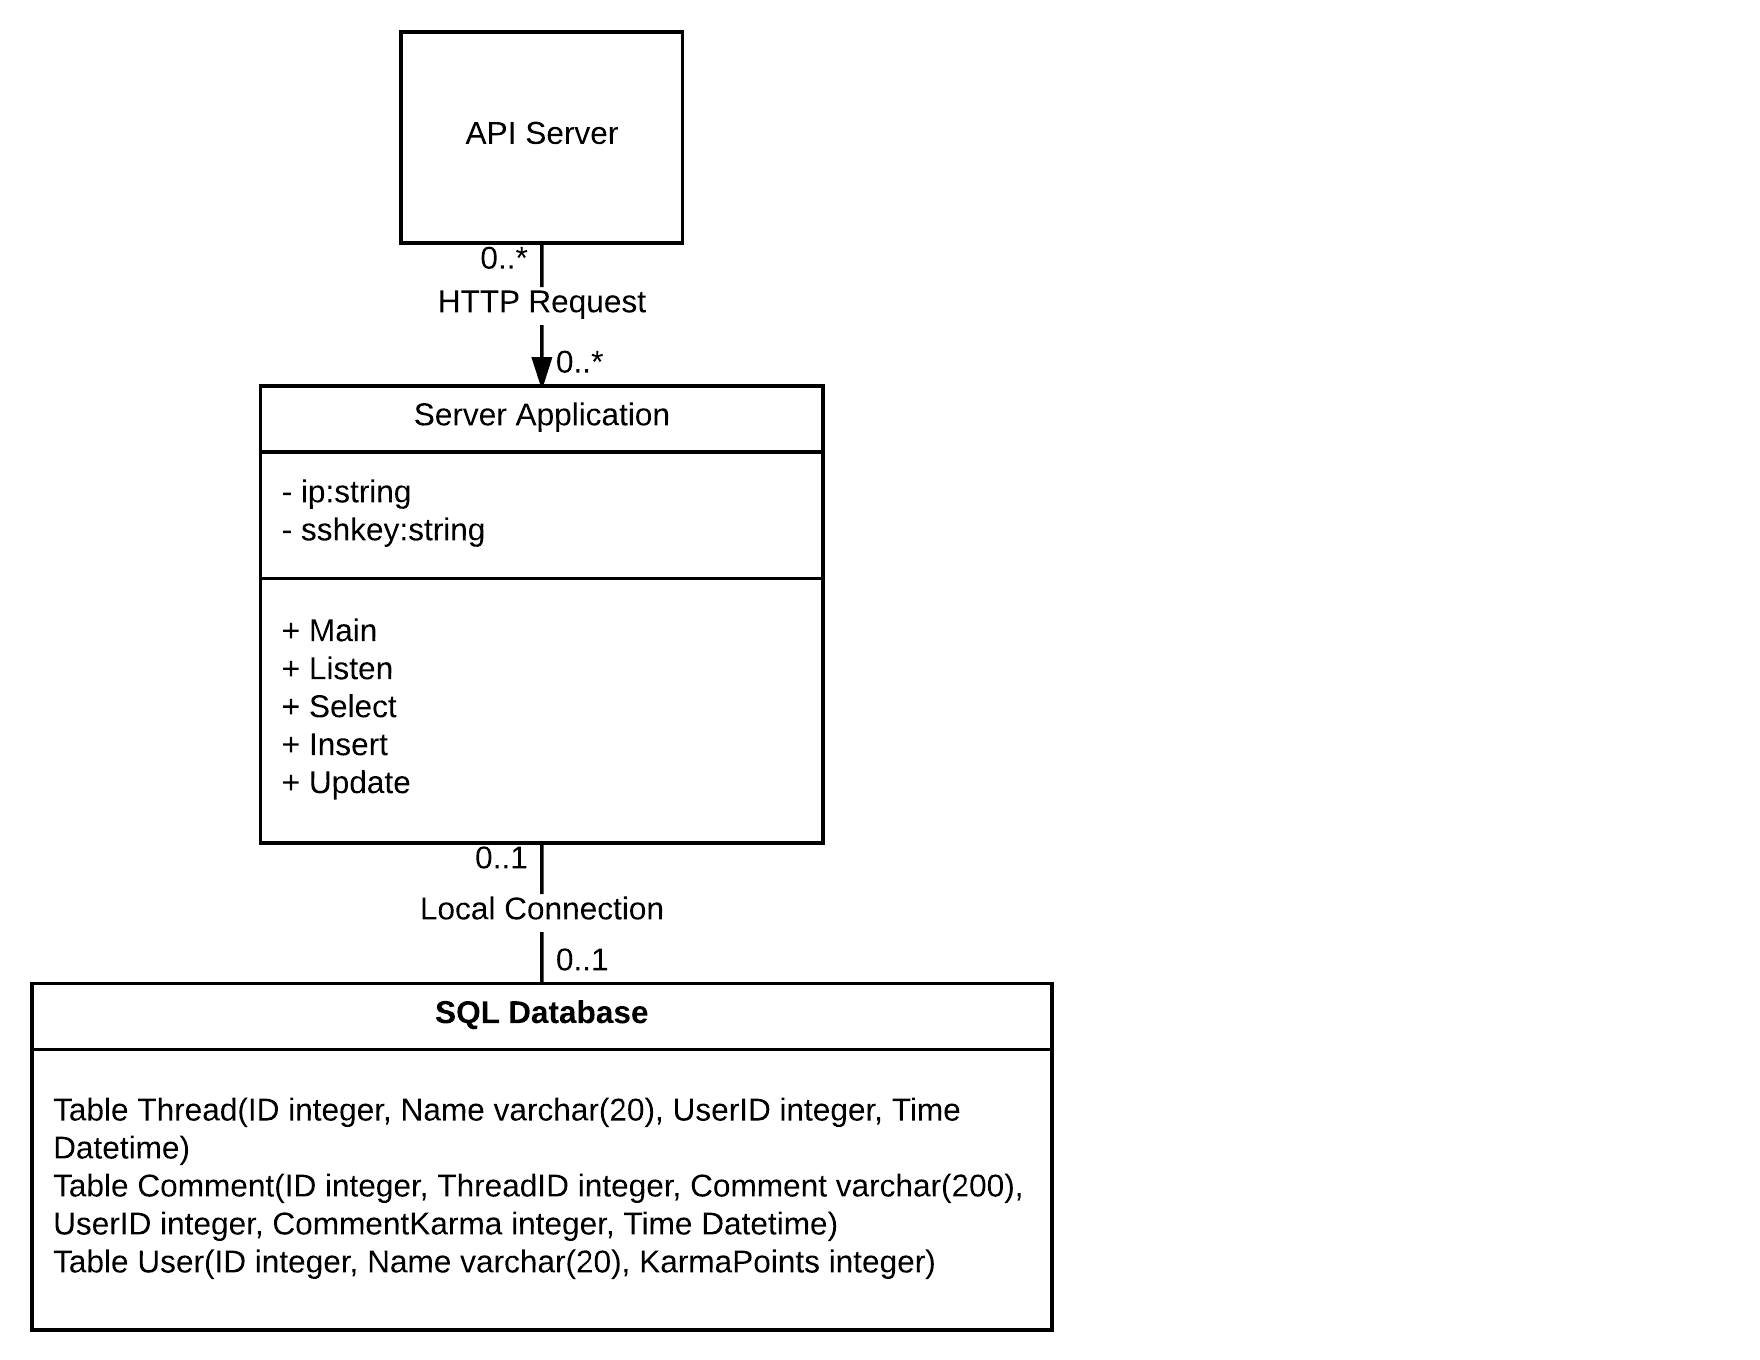 API Server
0..*
HTTP Request
0..*
Server Application
- ip:string
- sshkey:string
+ Main
+ Listen
+ Select
+ Insert
+ Update
0..1
Local Connection
0..1
SQL Database
Table Thread(ID integer, Name varchar(20), UserID integer, Time
Datetime)
Table Comment(ID integer, ThreadID integer, Comment varchar(200),
UserID integer, CommentKarma integer, Time Datetime)
Table User(ID integer, Name varchar(20), KarmaPoints integer)